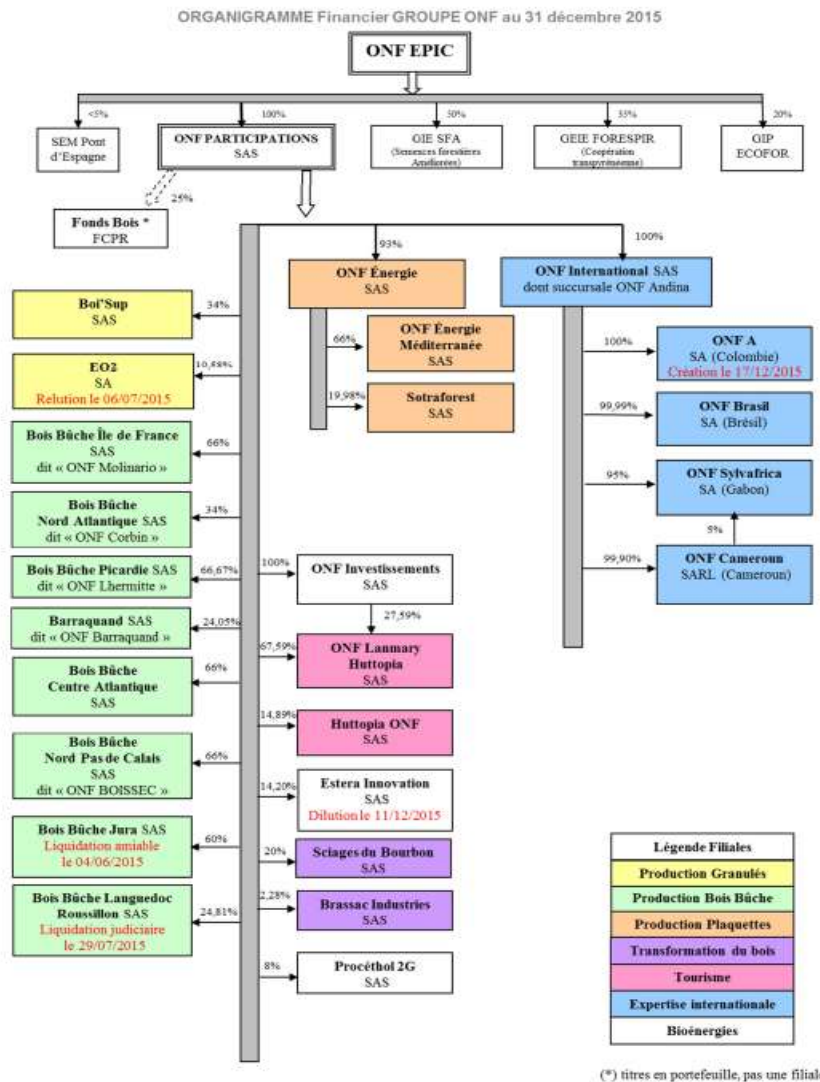 ORGANIGRAMME Financier GROUPE ONF au 31 décembre 2015
ONF EPIC
<5%
100%
50%
33%
20%
SEM Pont
d'Espagne
ONF PARTICIPATIONS
SAS
GIE SFA
(Semences forestières
Améliorées)
GEIE FORESPIR
(Coopération
transpyrénéenne)
GIP
ECOFOR
25%
Fonds Bois *
FCPR
93%
100%
ONF Énergie
SAS
ONF International SAS
dont succursale ONF Andina
Boi'Sup
SAS
34%
66%
ONF Énergie
Méditerranée
SAS
100%
ONF A
SA (Colombie)
Création le 17/12/2015
EO2
SA
Relution le 06/07/2015
10,88%
19,98%
Sotraforest
SAS
99,99%
ONF Brasil
SA (Brésil)
Bois Bûche Île de France
SAS
dit « ONF Molinario »
66%
95%
ONF Sylvafrica
SA (Gabon)
5%
Bois Bûche
Nord Atlantique SAS
dit « ONF Corbin »
34%
99,90%
ONF Cameroun
SARL (Cameroun)
Bois Bûche Picardie SAS
dit « ONF Lhermitte »
66,67%
100%
ONF Investissements
SAS
27,59%
Barraquand SAS
dit « ONF Barraquand »
24,05%
67,59%
ONF Lanmary
Huttopia
SAS
Bois Bûche
Centre Atlantique
SAS
66%
14,89%
Huttopia ONF
SAS
Bois Bûche
Nord Pas de Calais
SAS
dit « ONF BOISSEC »
66%
14,20%
Estera Innovation
SAS
Dilution le 11/12/2015
Bois Bûche Jura SAS
Liquidation amiable
le 04/06/2015
60%
20%
Sciages du Bourbon
SAS
Bois Bûche Languedoc
Roussillon SAS
Liquidation judiciaire
le 29/07/2015
24,81%
2,28%
Brassac Industries
SAS
8%
Procéthol 2G
SAS
Légende Filiales
Production Granulés
Production Bois Bûche
Production Plaquettes
Transformation du bois
Tourisme
Expertise internationale
Bioénergies
(*) titres en portefeuille, pas une filiale